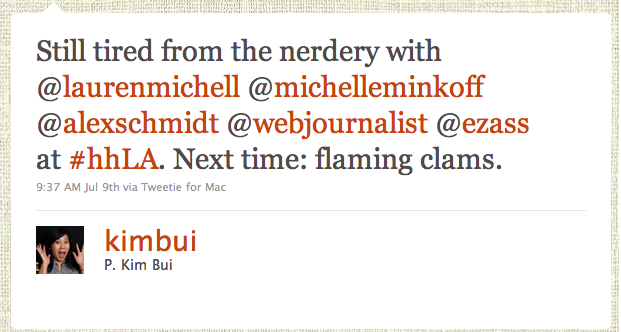 Still tired from the nerdery with
@laurenmichell @michelleminkoff
@alexschmidt @webjournalist @ezass
at #hhLA. Next time: flaming clams.
9:37 AM Jul 9th via Tweetie for Mac
kimbui
P. Kim Bui